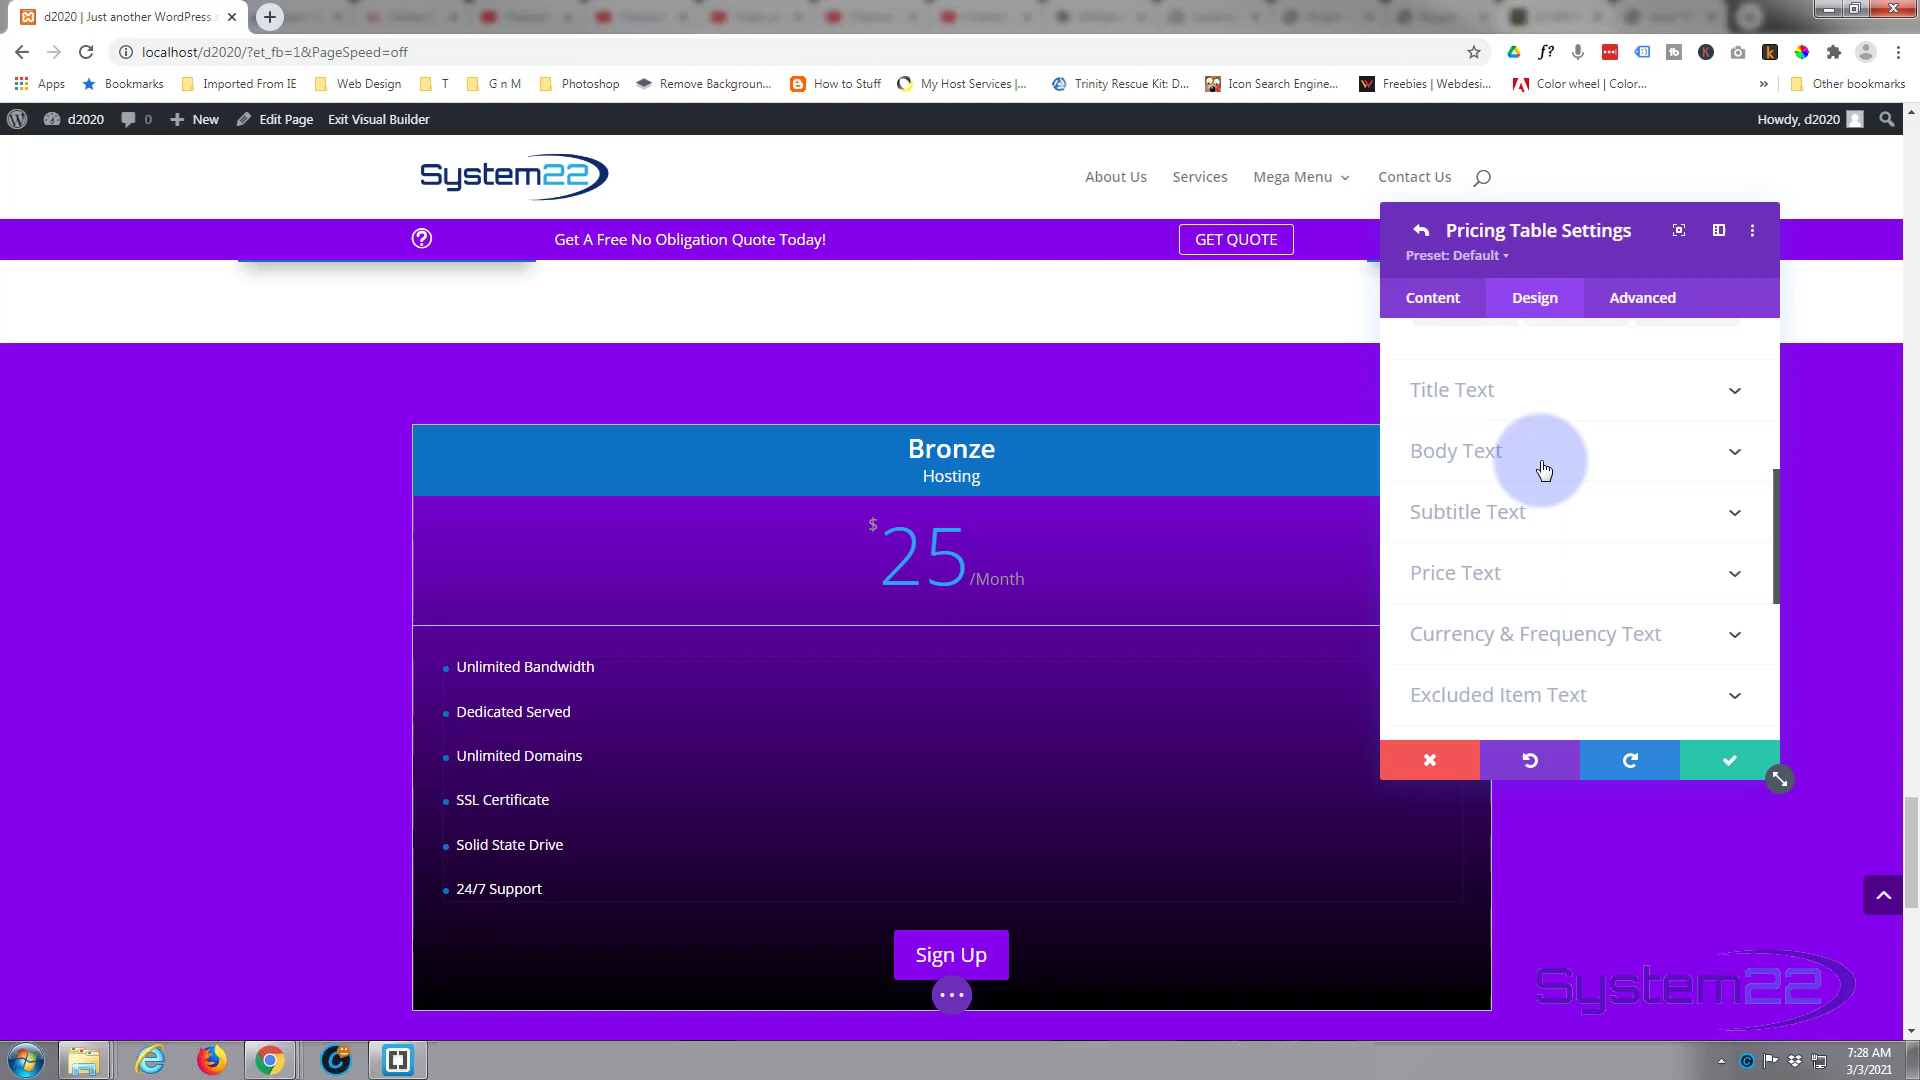 d2020 | Just another WordPress s
localhost/d2020/?et_fb=1&PageSpeed=off
Apps
Bookmarks
Imported From IE
Web Design
T
G n M
Photoshop
Remove Backgroun...
How to Stuff
My Host Services |...
Trinity Rescue Kit: D...
Icon Search Engine...
Freebies | Webdesi...
Color wheel | Color...
Other bookmarks
d2020
0
New
Edit Page
Exit Visual Builder
Howdy, d2020
System22
About Us
Services
Mega Menu
Contact Us
Get A Free No Obligation Quote Today!
GET QUOTE
Pricing Table Settings
Preset: Default
Content
Design
Advanced
Title Text
Body Text
Subtitle Text
Price Text
Currency & Frequency Text
Excluded Item Text
Bronze
Hosting
$
25
/Month
Unlimited Bandwidth
Dedicated Served
Unlimited Domains
SSL Certificate
Solid State Drive
24/7 Support
Sign Up
System22
7:28 AM
3/3/2021